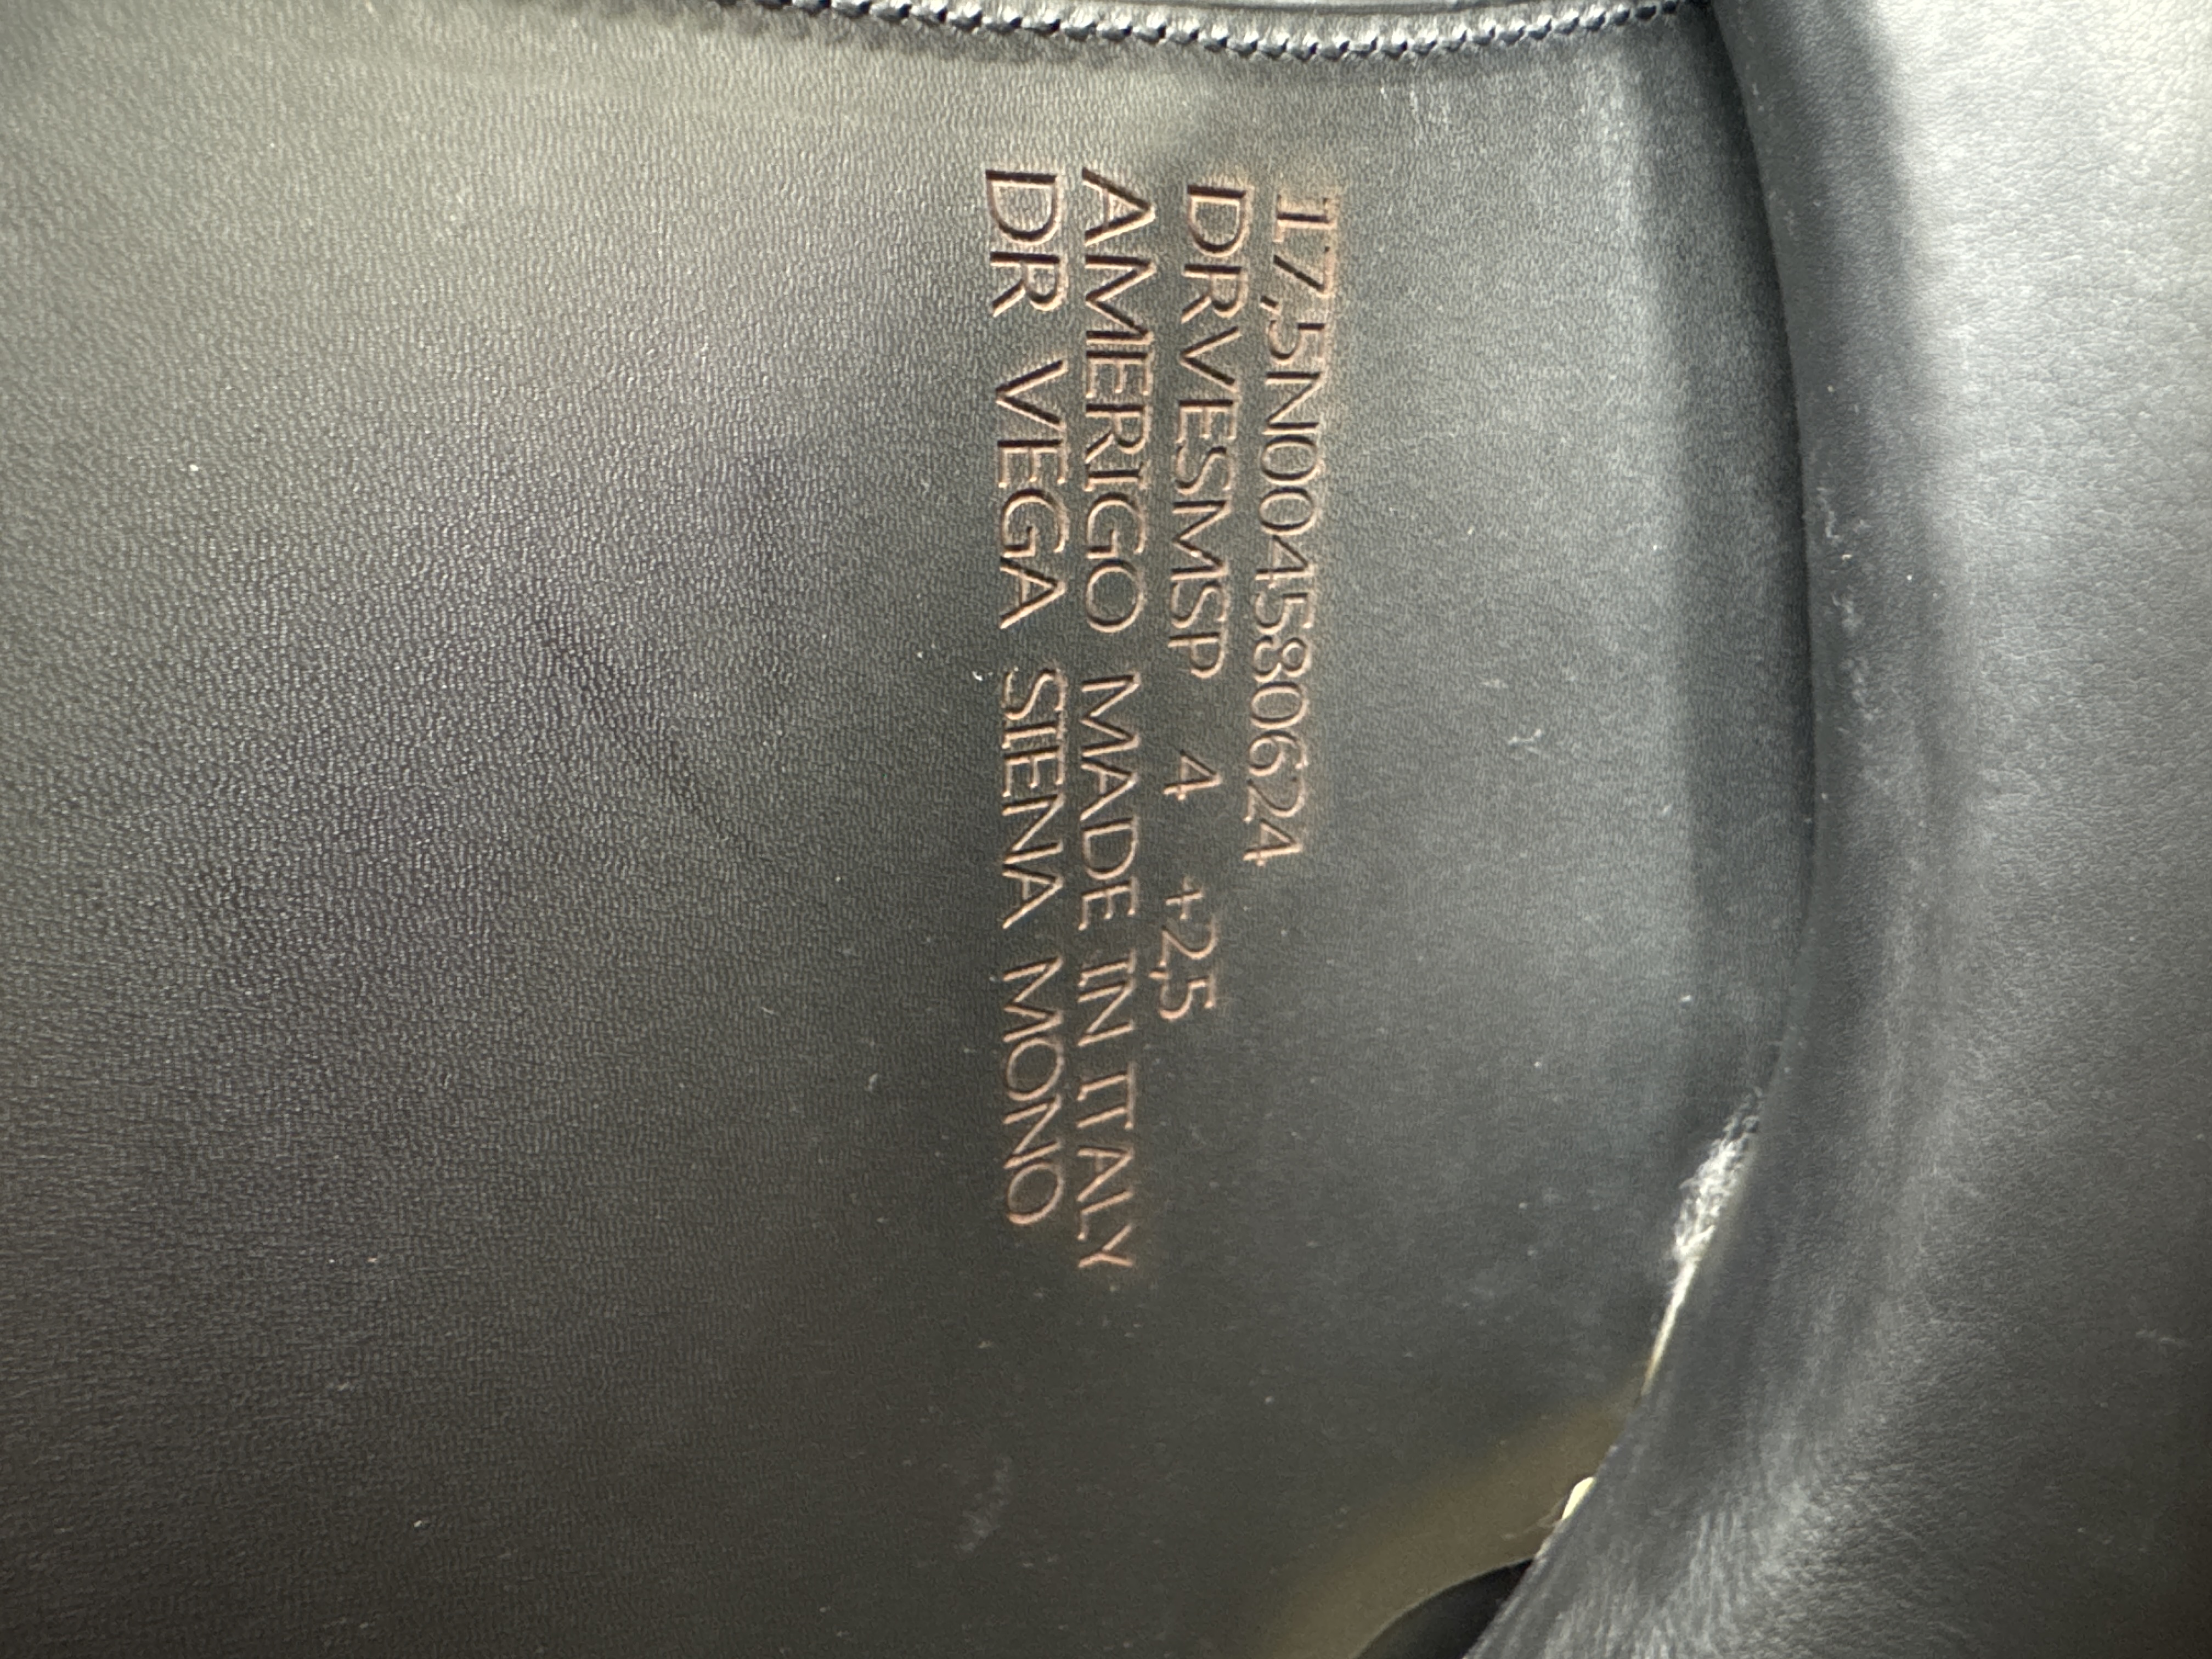 17,5N004580624
DRVESMSP 4 +2,5
AMERIGO MADE IN ITALY
DR VEGA SIENA MONO